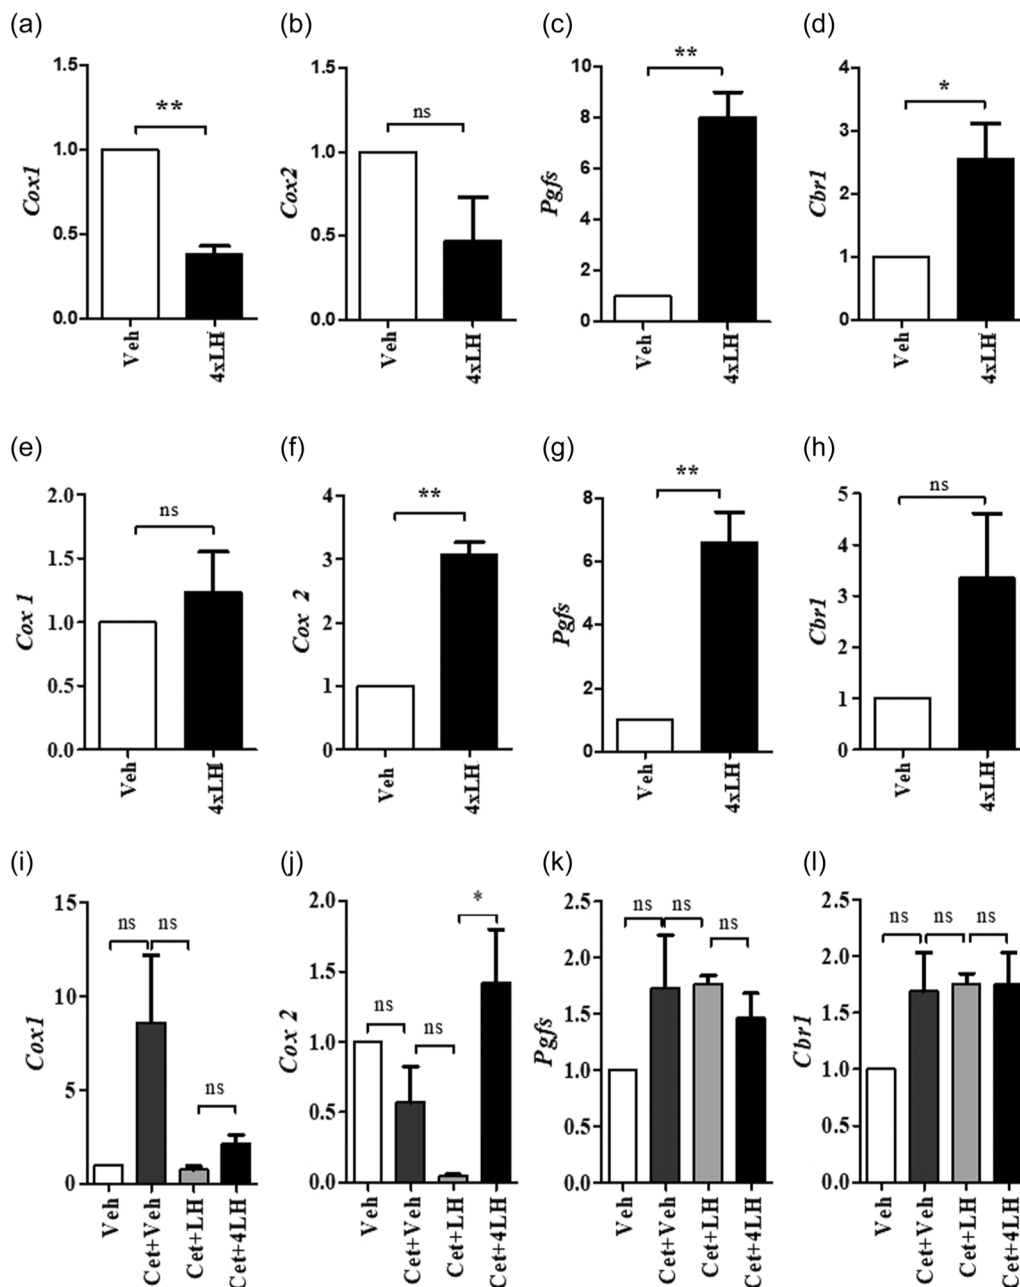 (a)
Cox1
1.5
1.0
0.5
0.0
**
Veh
4xLH
(b)
Cox2
1.5
1.0
0.5
0.0
ns
Veh
4xLH
(c)
Pgfs
10
8
6
4
2
0
**
Veh
4xLH
(d)
Cbr1
4
3
2
1
0
*
Veh
4xLH
(e)
Cox 1
2.0
1.5
1.0
0.5
0.0
ns
Veh
4xLH
(f)
Cox 2
4
3
2
1
0
**
Veh
4xLH
(g)
Pgfs
8
6
4
2
0
**
Veh
4xLH
(h)
Cbr1
5
4
3
2
1
0
ns
Veh
4xLH
(i)
Cox1
15
10
5
0
ns
ns
ns
Veh
Cet+Veh
Cet+LH
Cet+4LH
(j)
Cox 2
2.0
1.5
1.0
0.5
0.0
ns
ns
*
Veh
Cet+Veh
Cet+LH
Cet+4LH
(k)
Pgfs
2.5
2.0
1.5
1.0
0.5
0.0
ns
ns
ns
Veh
Cet+Veh
Cet+LH
Cet+4LH
(l)
Cbr1
2.5
2.0
1.5
1.0
0.5
0.0
ns
ns
ns
Veh
Cet+Veh
Cet+LH
Cet+4LH